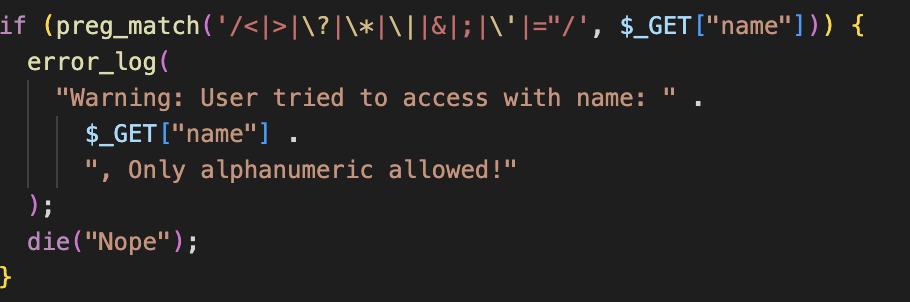 if (preg_match('/<|>|\?|\*|\||&|;|\'|="/', $_GET["name"])) {
  error_log(
    "Warning: User tried to access with name: " .
      $_GET["name"] .
      ", Only alphanumeric allowed!"
  );
  die("Nope");
}